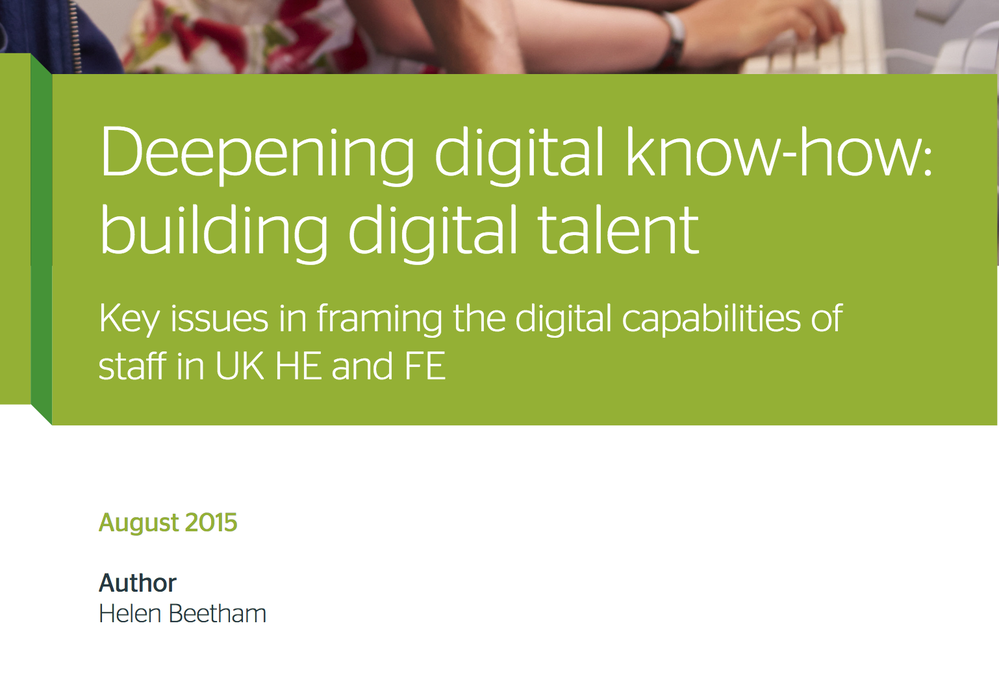 Deepening digital know-how:
building digital talent
Key issues in framing the digital capabilities of
staff in UK HE and FE
August 2015
Author
Helen Beetham